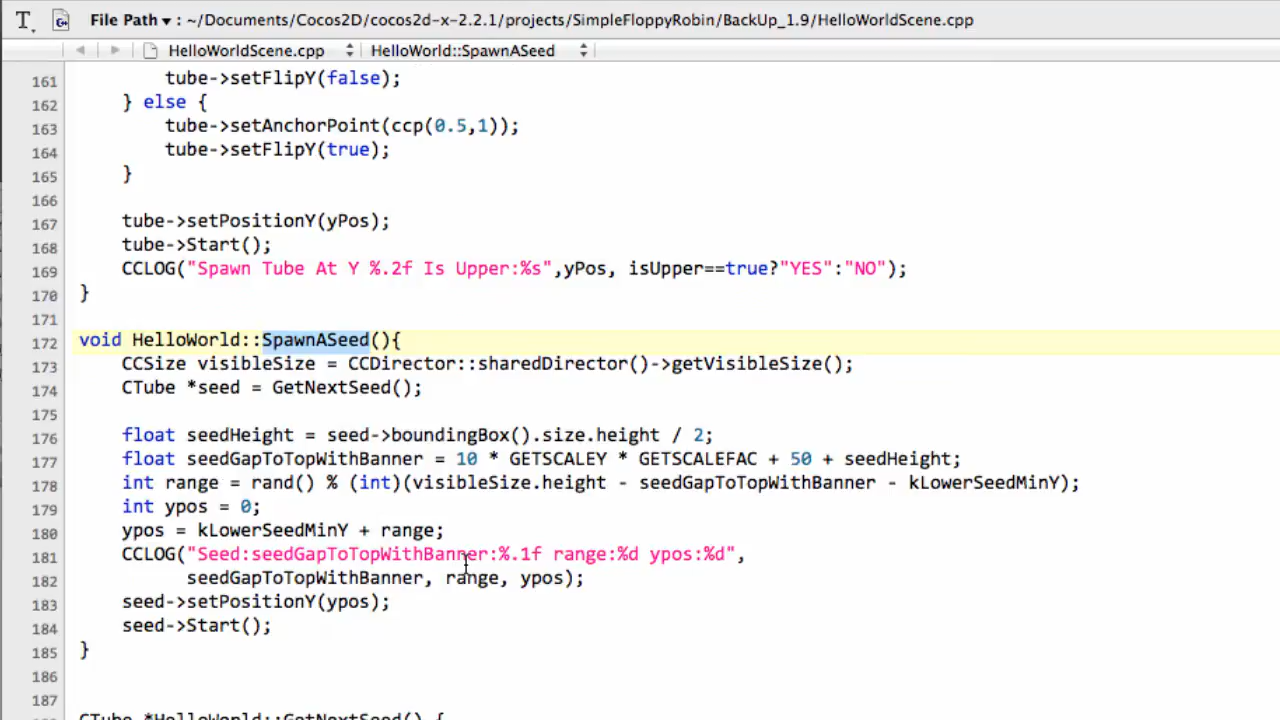 T. File Path ▾ : ~/Documents/Cocos2D/cocos2d-x-2.2.1/projects/SimpleFloppyRobin/BackUp_1.9/HelloWorldScene.cpp
HelloWorldScene.cpp HelloWorld::SpawnASeed
161 tube->setFlipY(false);
162 } else {
163 tube->setAnchorPoint(ccp(0.5,1));
164 tube->setFlipY(true);
165 }
166
167 tube->setPositionY(yPos);
168 tube->Start();
169 CCLOG("Spawn Tube At Y %.2f Is Upper:%s",yPos, isUpper==true?"YES":"NO");
170 }
171
172 void HelloWorld::SpawnASeed(){
173 CCSize visibleSize = CCDirector::sharedDirector()->getVisibleSize();
174 CTube *seed = GetNextSeed();
175
176 float seedHeight = seed->boundingBox().size.height / 2;
177 float seedGapToTopWithBanner = 10 * GETSCALEY * GETSCALEFAC + 50 + seedHeight;
178 int range = rand() % (int)(visibleSize.height - seedGapToTopWithBanner - kLowerSeedMinY);
179 int ypos = 0;
180 ypos = kLowerSeedMinY + range;
181 CCLOG("Seed:seedGapToTopWithBanner:%.1f range:%d ypos:%d",
182 seedGapToTopWithBanner, range, ypos);
183 seed->setPositionY(ypos);
184 seed->Start();
185 }
186
187
CTube *HelloWorld::GetNextSeed() {